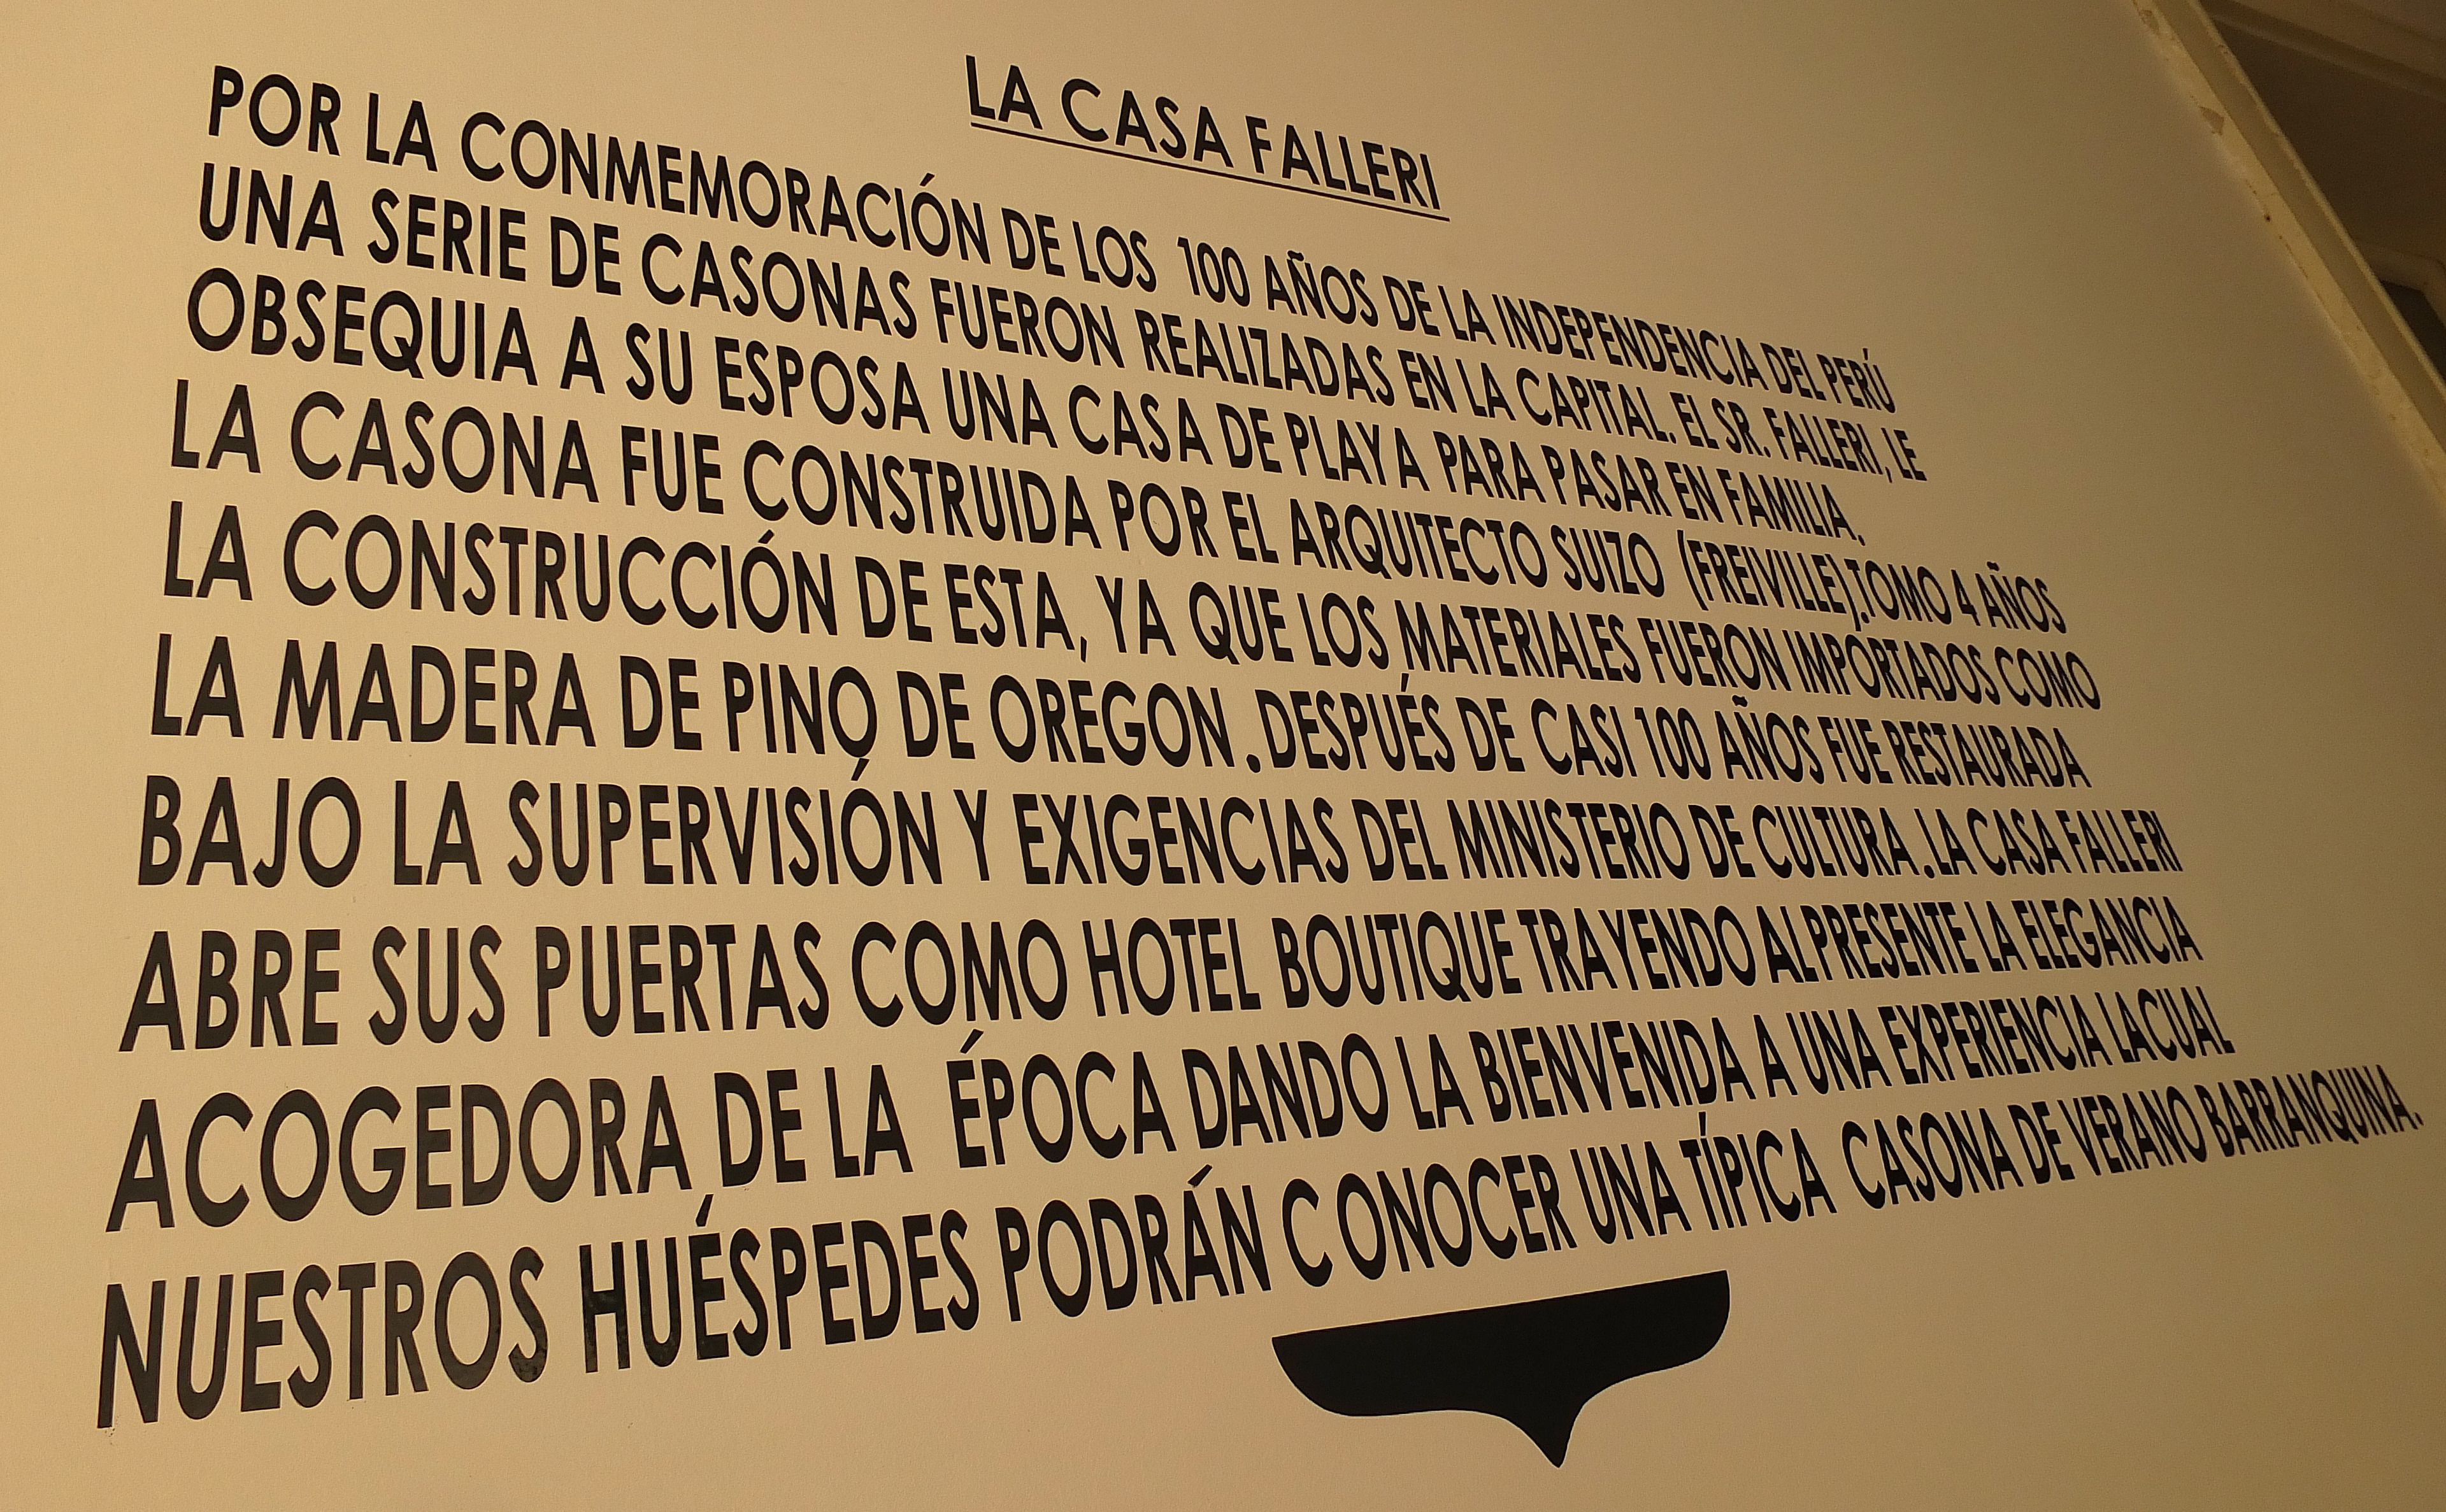 LA CASA FALLERI
POR LA CONMEMORACIÓN DE LOS 100 AÑOS DE LA INDEPENDENCIA DEL PERÚ
UNA SERIE DE CASONAS FUERON REALIZADAS EN LA CAPITAL. EL SR. FALLERI, LE
OBSEQUIA A SU ESPOSA UNA CASA DE PLAYA PARA PASAR EN FAMILIA.
LA CASONA FUE CONSTRUIDA POR EL ARQUITECTO SUIZO (FREIVILLE).TOMO 4 AÑOS
LA CONSTRUCCIÓN DE ESTA, YA QUE LOS MATERIALES FUERON IMPORTADOS COMO
LA MADERA DE PINO DE OREGON. DESPUÉS DE CASI 100 AÑOS FUE RESTAURADA
BAJO LA SUPERVISIÓN Y EXIGENCIAS DEL MINISTERIO DE CULTURA. LA CASA FALLERI
ABRE SUS PUERTAS COMO HOTEL BOUTIQUE TRAYENDO AL PRESENTE LA ELEGANCIA
ACOGEDORA DE LA ÉPOCA DANDO LA BIENVENIDA A UNA EXPERIENCIA LACUAL
NUESTROS HUÉSPEDES PODRÁN CONOCER UNA TÍPICA CASONA DE VERANO BARRANQUINA.